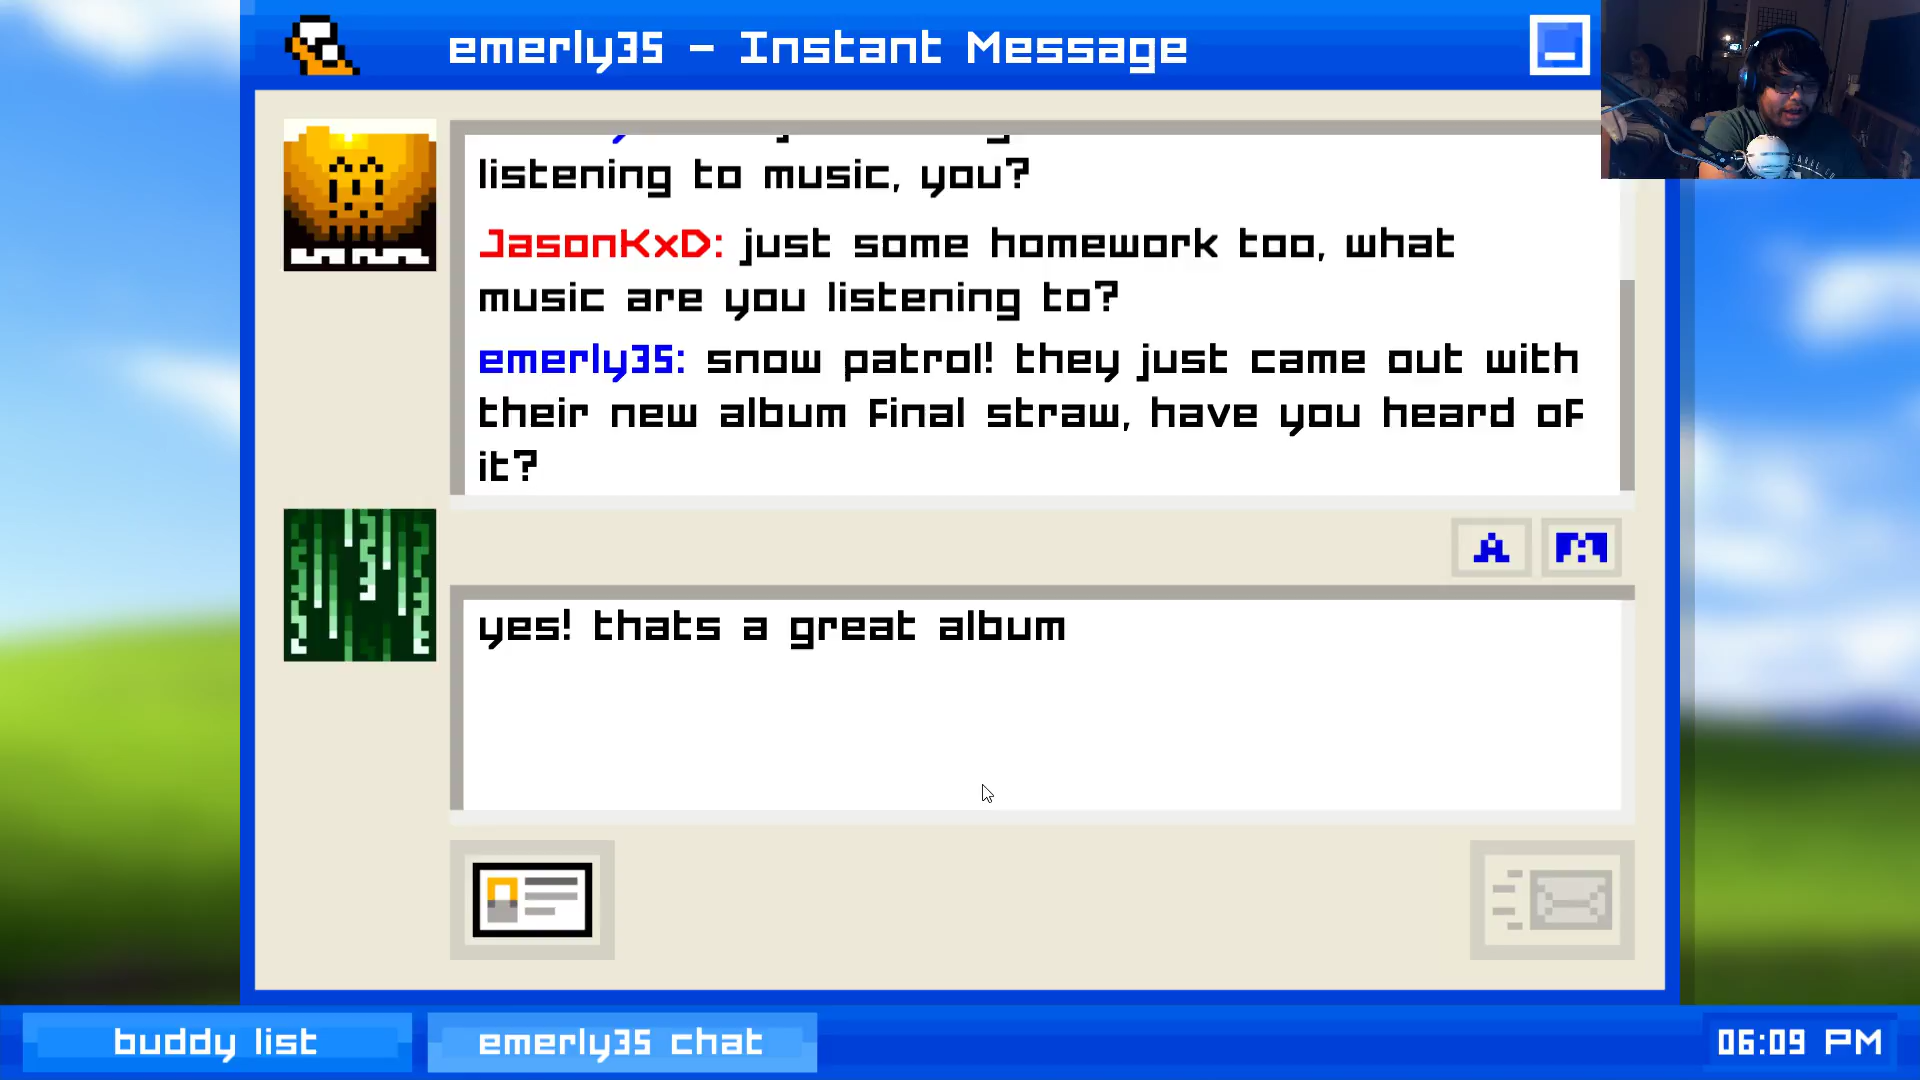 emerly35 - Instant Message
listening to music, you?
JasonKxD: just some homework too, what
music are you listening to?
emerly35: snow patrol! they just came out with
their new album final straw, have you heard of
it?
A M
yes! thats a great album
buddy list
emerly35 chat
06:09 PM